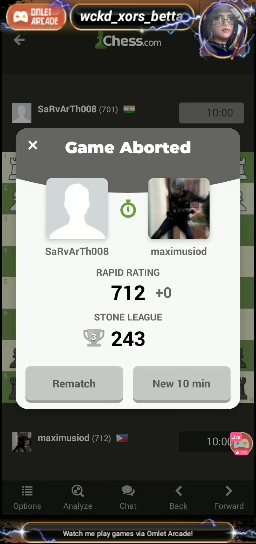 OMLET
ARCADE
wckd_xors_betta
Chess.com
SaRvArTh008 (701)
10:00
Game Aborted
SaRvArTh008
maximusiod
RAPID RATING
712 +0
STONE LEAGUE
3
243
Rematch
New 10 min
maximusiod (712)
10:00
Options
Analyze
Chat
Back
Forward
Watch me play games via Omlet Arcade!